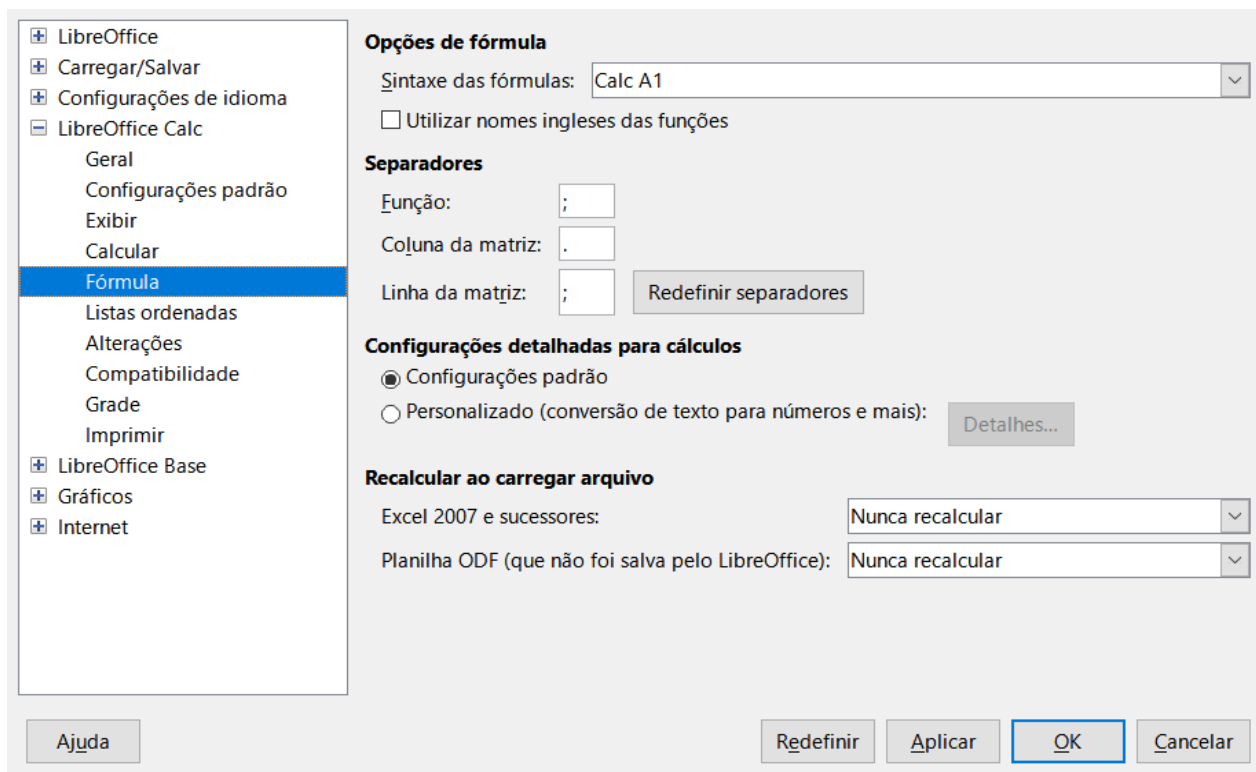 LibreOffice
Carregar/Salvar
Configurações de idioma
LibreOffice Calc
Geral
Configurações padrão
Exibir
Calcular
Fórmula
Listas ordenadas
Alterações
Compatibilidade
Grade
Imprimir
LibreOffice Base
Gráficos
Internet
Opções de fórmula
Sintaxe das fórmulas: Calc A1
Utilizar nomes ingleses das funções
Separadores
Função: ;
Coluna da matriz: .
Linha da matriz: ; Redefinir separadores
Configurações detalhadas para cálculos
Configurações padrão
Personalizado (conversão de texto para números e mais): Detalhes...
Recalcular ao carregar arquivo
Excel 2007 e sucessores: Nunca recalcular
Planilha ODF (que não foi salva pelo LibreOffice): Nunca recalcular
Ajuda Redefinir Aplicar OK Cancelar